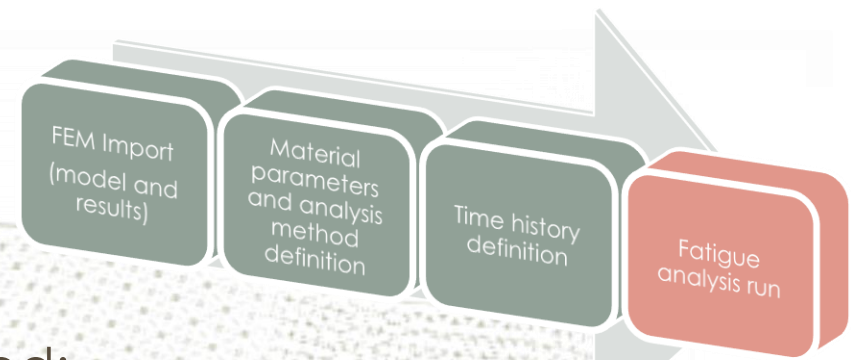 FEM Import
(model and
results)
Material
parameters
and analysis
method
definition
Time history
definition
Fatigue
analysis run